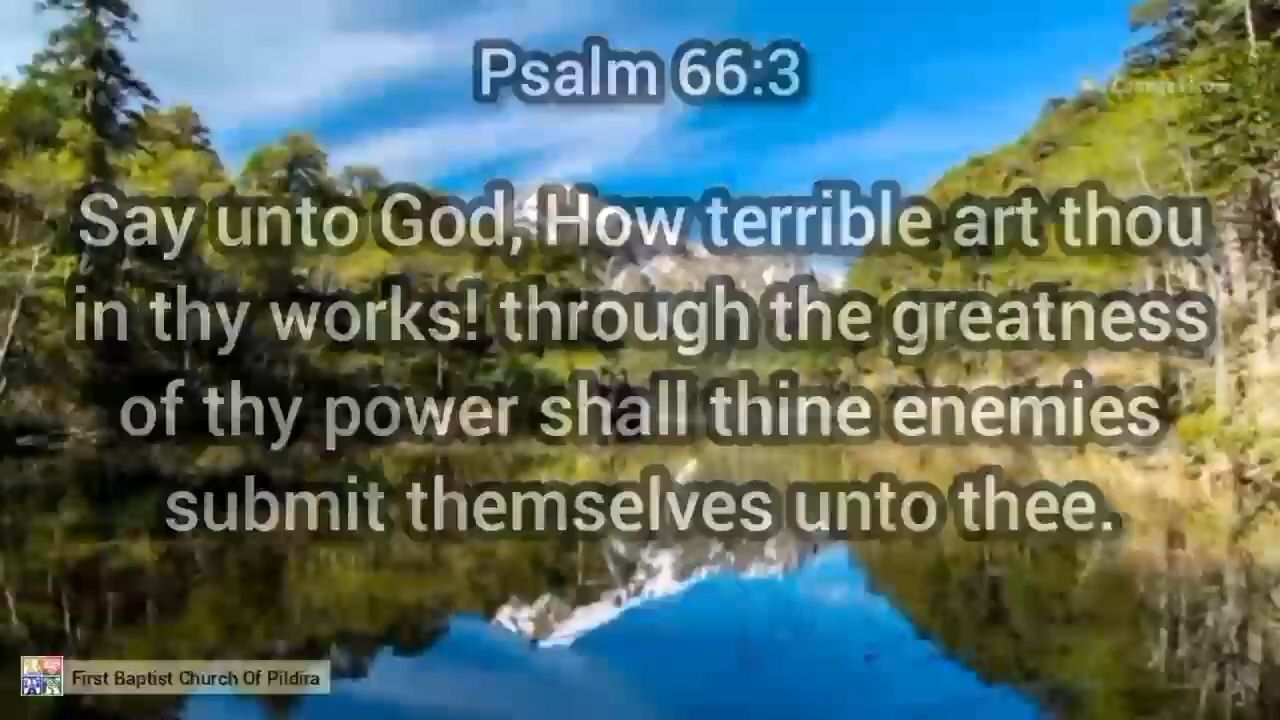 Psalm 66:3
Say unto God, How terrible art thou
in thy works! through the greatness
of thy power shall thine enemies
submit themselves unto thee.
First Baptist Church Of Pildira